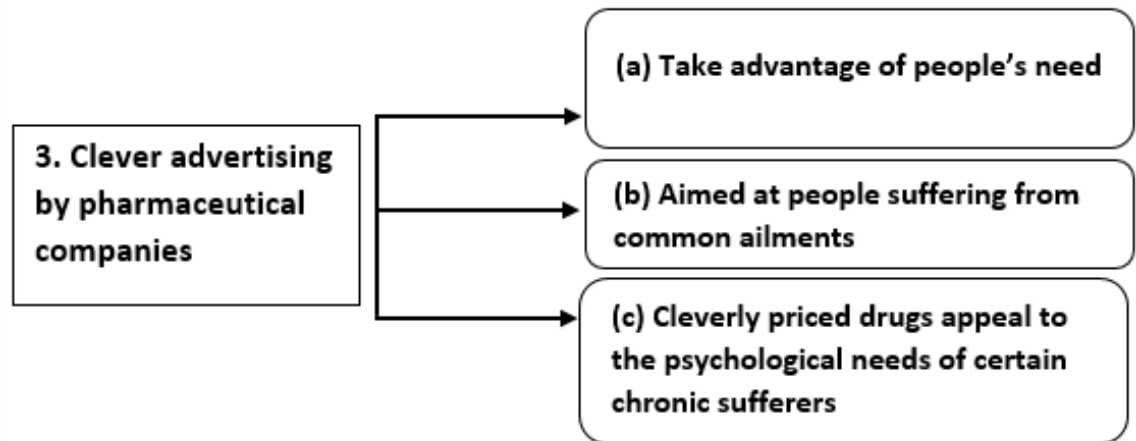 3. Clever advertising
by pharmaceutical
companies
(a) Take advantage of people’s need
(b) Aimed at people suffering from
common ailments
(c) Cleverly priced drugs appeal to
the psychological needs of certain
chronic sufferers